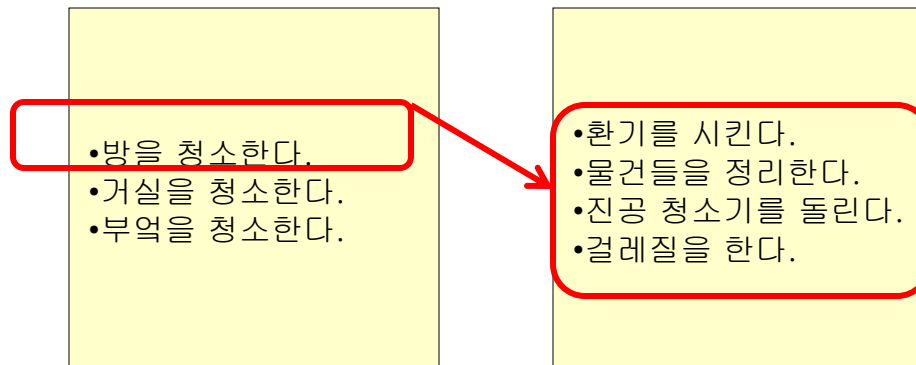 •방을 청소한다.
•거실을 청소한다.
•부엌을 청소한다.
•환기를 시킨다.
•물건들을 정리한다.
•진공 청소기를 돌린다.
•걸레질을 한다.